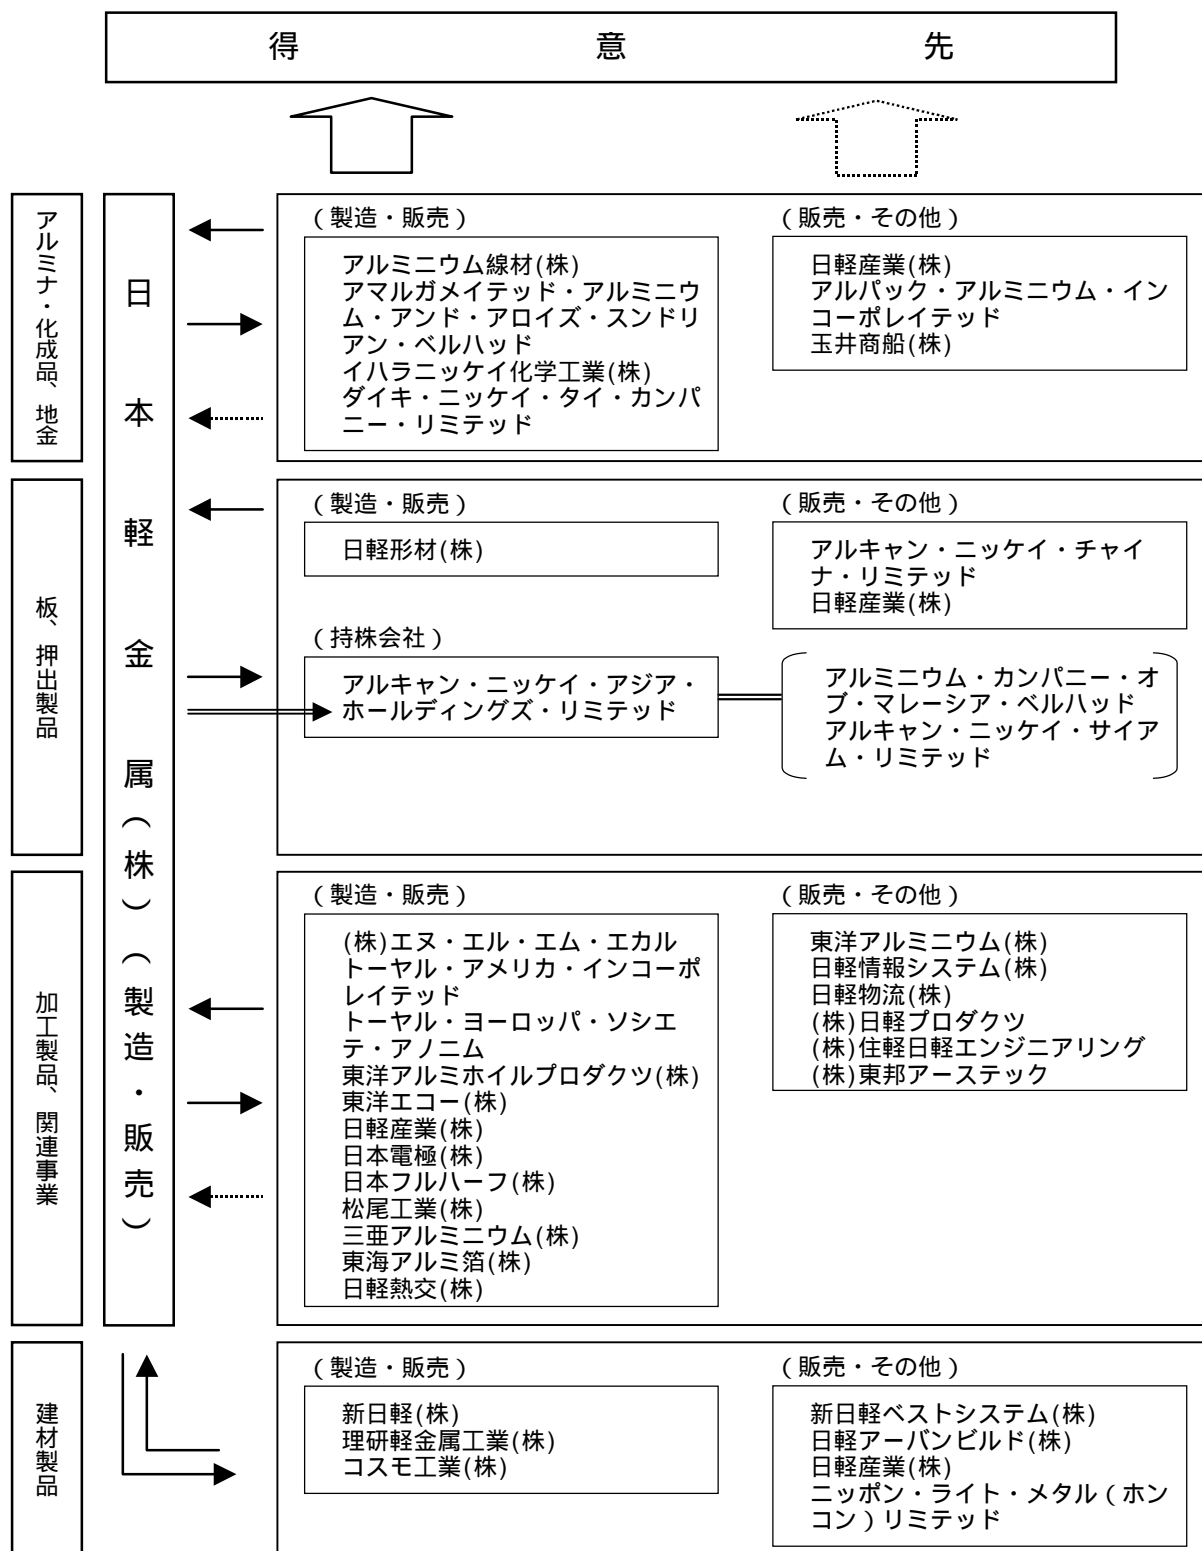 得意先
アルミナ・化成品、地金
日本軽金属(株)(製造・販売)
(製造・販売)
アルミニウム線材(株)
アマルガメイテッド・アルミニウ
ム・アンド・アロイズ・スンドリ
アン・ベルハッド
イハラニッケイ化学工業(株)
ダイキ・ニッケイ・タイ・カンパ
ニー・リミテッド
(販売・その他)
日軽産業(株)
アルパック・アルミニウム・イン
コーポレイテッド
玉井商船(株)
板、押出製品
(製造・販売)
日軽形材(株)
(販売・その他)
アルキャン・ニッケイ・チャイ
ナ・リミテッド
日軽産業(株)
(持株会社)
アルキャン・ニッケイ・アジア・
ホールディングズ・リミテッド
アルミニウム・カンパニー・オ
ブ・マレーシア・ベルハッド
アルキャン・ニッケイ・サイア
ム・リミテッド
加工製品、関連事業
(製造・販売)
(株)エヌ・エル・エム・エカル
トーヤル・アメリカ・インコーポ
レイテッド
トーヤル・ヨーロッパ・ソシエ
テ・アノニム
東洋アルミホイルプロダクツ(株)
東洋エコー(株)
日軽産業(株)
日本電極(株)
日本フルハーフ(株)
松尾工業(株)
三亜アルミニウム(株)
東海アルミ箔(株)
日軽熱交(株)
(販売・その他)
東洋アルミニウム(株)
日軽情報システム(株)
日軽物流(株)
(株)日軽プロダクツ
(株)住軽日軽エンジニアリング
(株)東邦アーステック
建材製品
(製造・販売)
新日軽(株)
理研軽金属工業(株)
コスモ工業(株)
(販売・その他)
新日軽ベストシステム(株)
日軽アーバンビルド(株)
日軽産業(株)
ニッポン・ライト・メタル(ホン
コン)リミテッド